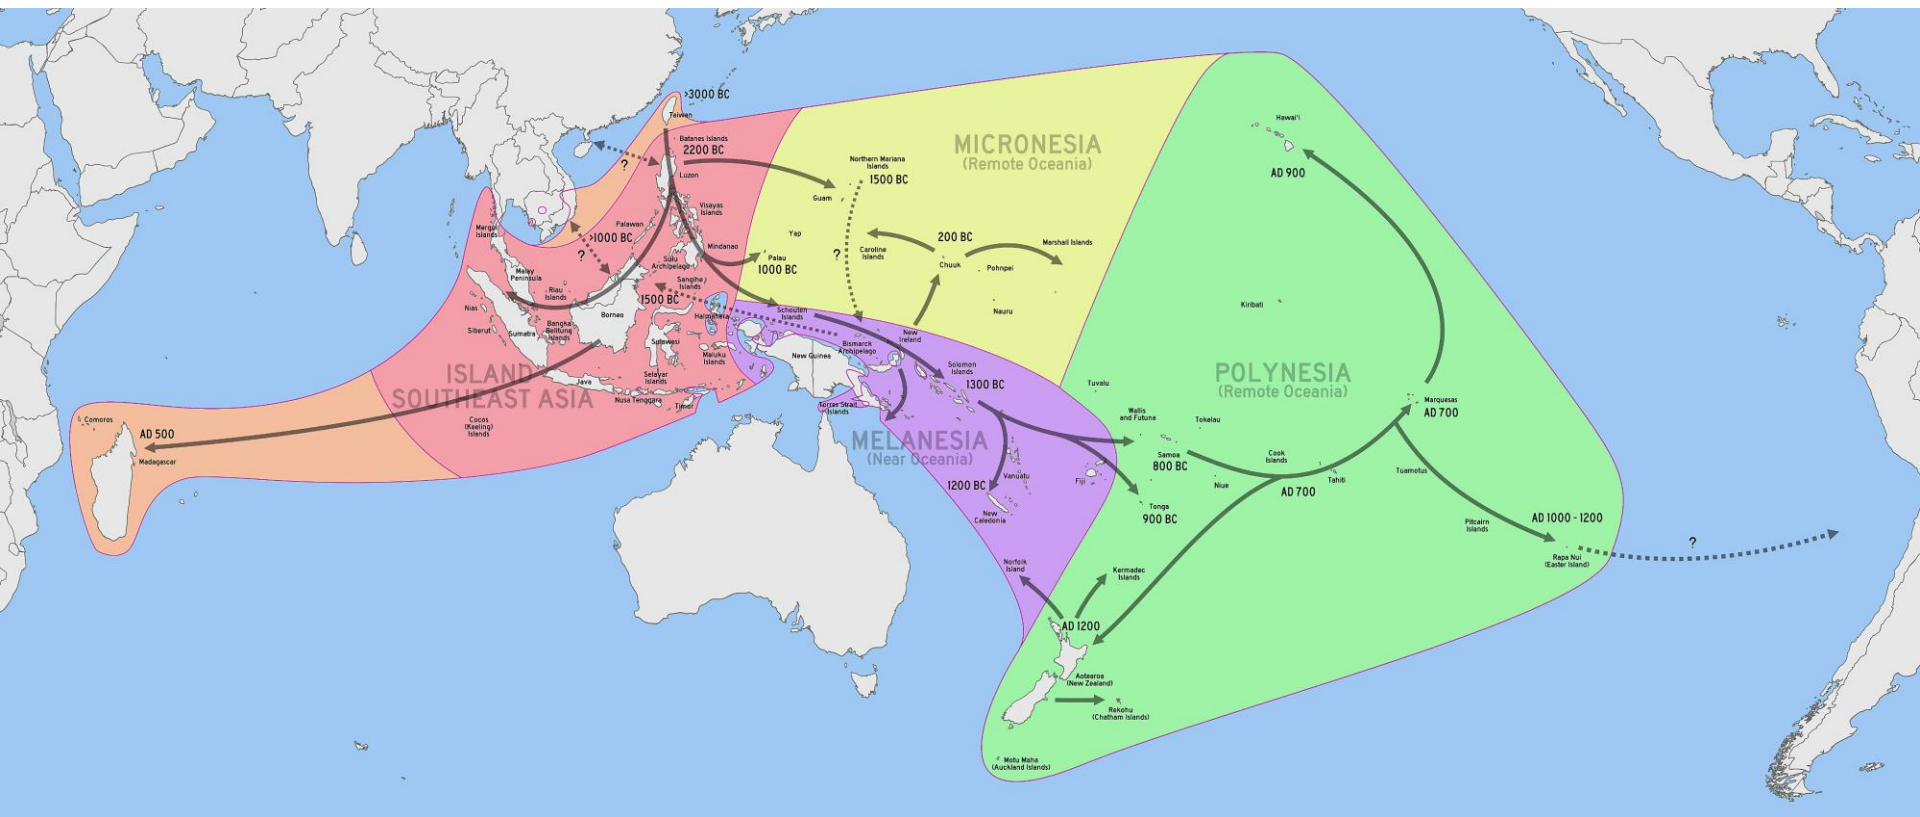 >3000 BC
Taiwan
Batanes Islands
2200 BC
Luzon
?
Visayas
Islands
Palawan
>1000 BC
?
Mindanao
Sulu
Archipelago
Sangihe
Islands
1500 BC
Mergui
Islands
Malay
Peninsula
Riau
Islands
Nias
Siberut
Sumatra
Bangka
Belitung
Islands
Borneo
Sulawesi
Halmahera
Maluku
Islands
Java
Selayar
Islands
Nusa Tenggara
Timor
ISLAND
SOUTHEAST ASIA
Cocos
(Keeling)
Islands
Comoros
AD 500
Madagascar
MICRONESIA
(Remote Oceania)
Northern Mariana
Islands
1500 BC
Guam
Yap
Palau
1000 BC
?
Caroline
Islands
200 BC
Chuuk
Pohnpei
Marshall Islands
Nauru
Schouten
Islands
New Guinea
Bismarck
Archipelago
New
Ireland
Solomon
Islands
1300 BC
Torres Strait
Islands
MELANESIA
(Near Oceania)
1200 BC
Vanuatu
New
Caledonia
Fiji
Norfolk
Island
POLYNESIA
(Remote Oceania)
Hawai'i
AD 900
Kiribati
Tuvalu
Wallis
and Futuna
Tokelau
Samoa
800 BC
Tonga
900 BC
Niue
Cook
Islands
AD 700
Tahiti
Marquesas
AD 700
Tuamotus
Pitcairn
Islands
AD 1000 - 1200
Rapa Nui
(Easter Island)
?
Kermadec
Islands
AD 1200
Aotearoa
(New Zealand)
Rekohu
(Chatham Islands)
Motu Maha
(Auckland Islands)